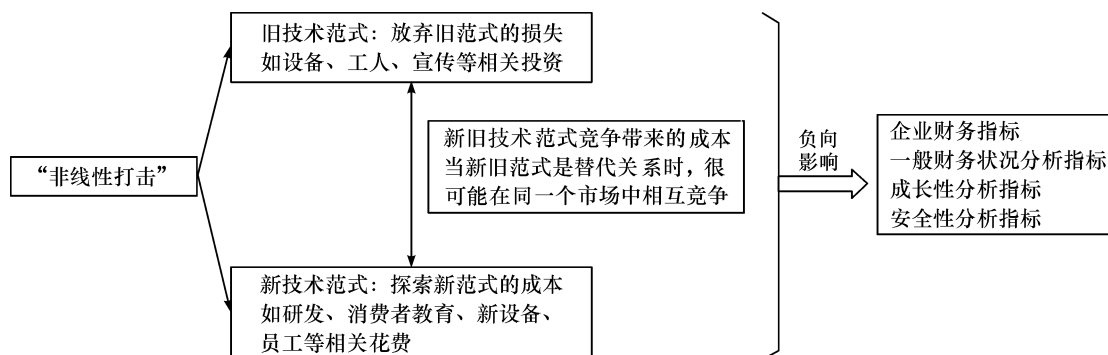 旧技术范式：放弃旧范式的损失
如设备、工人、宣传等相关投资
“非线性打击”
新旧技术范式竞争带来的成本
当新旧范式是替代关系时，很
可能在同一个市场中相互竞争
新技术范式：探索新范式的成本
如研发、消费者教育、新设备、
员工等相关花费
负向
影响
企业财务指标
一般财务状况分析指标
成长性分析指标
安全性分析指标